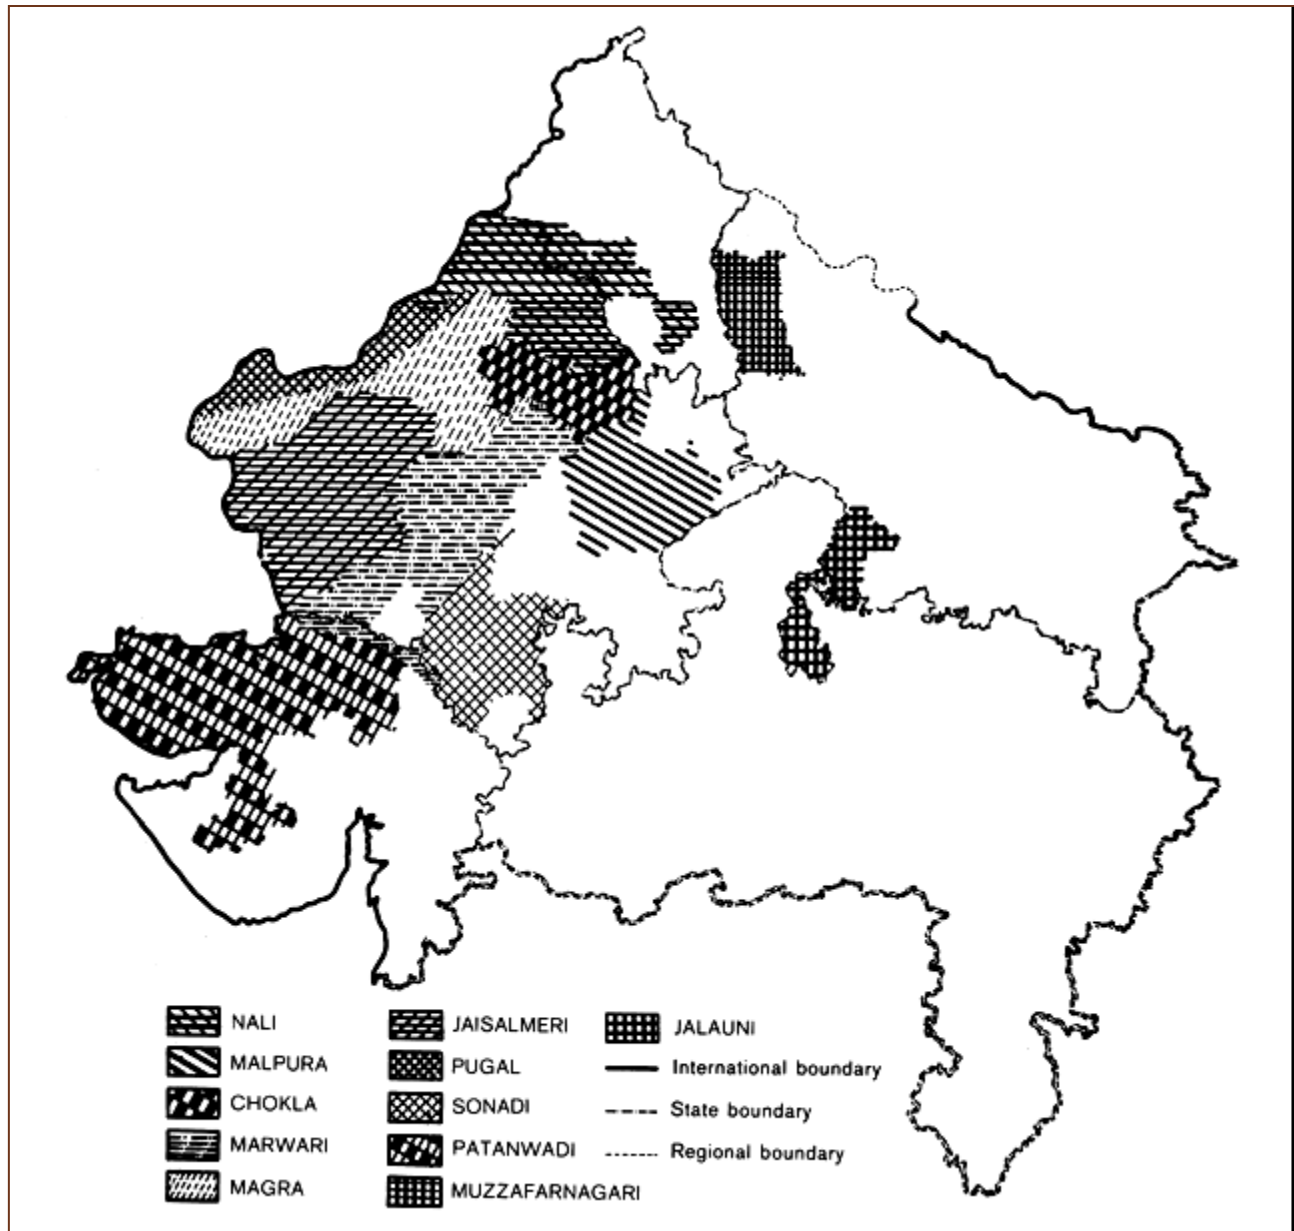 NALI
MALPURA
CHOKLA
MARWARI
MAGRA
JAISALMERI
PUGAL
SONADI
PATANWADI
MUZZAFARNAGARI
JALAUNI
International boundary
State boundary
Regional boundary